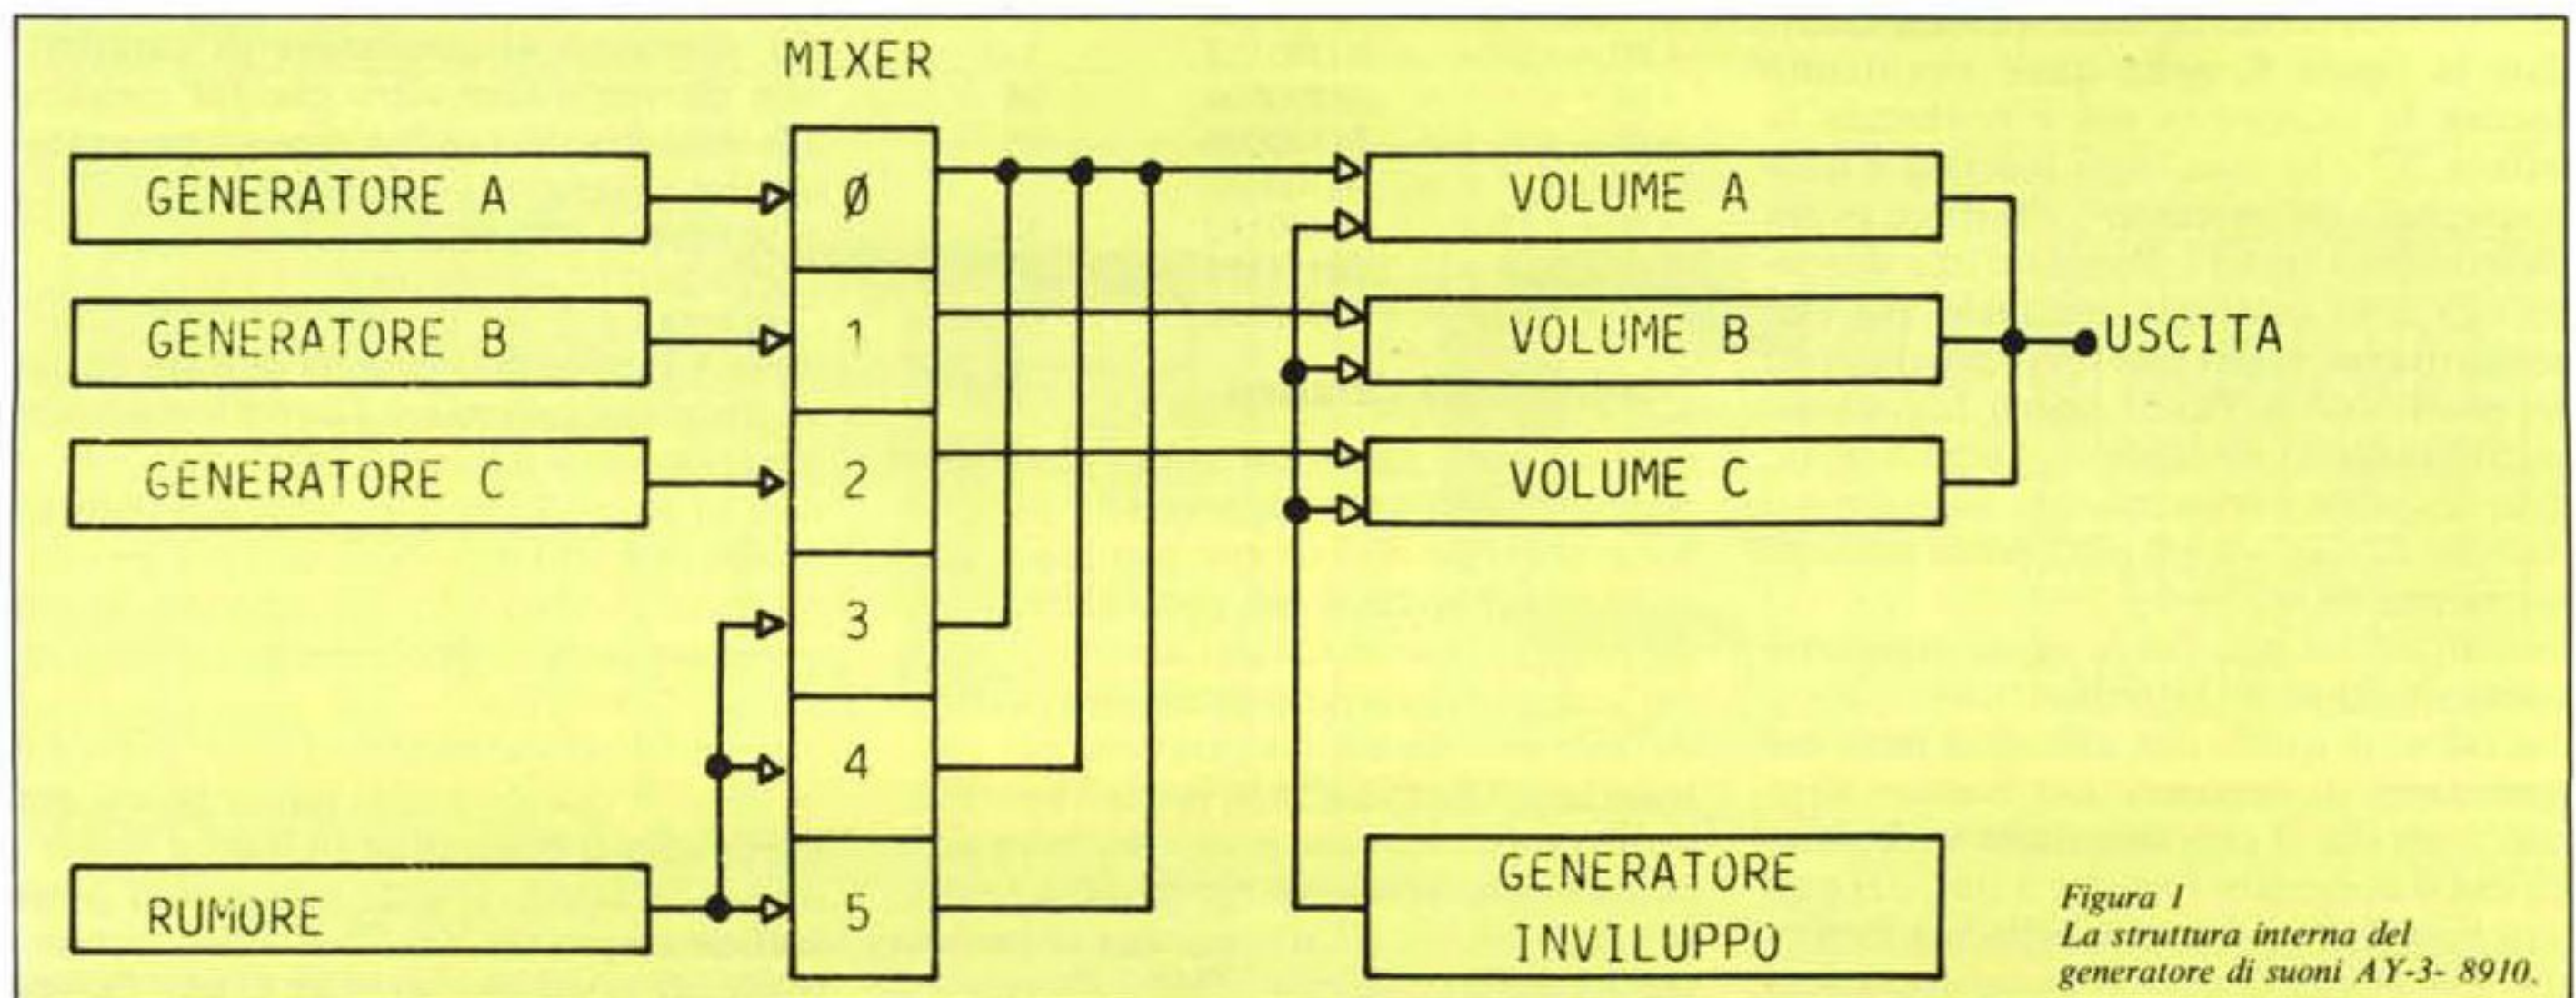 MIXER
GENERATORE A
GENERATORE B
GENERATORE C
RUMORE
Ø
1
2
3
4
5
VOLUME A
VOLUME B
VOLUME C
GENERATORE
INVILUPPO
USCITA
Figura 1
La struttura interna del
generatore di suoni AY-3- 8910.